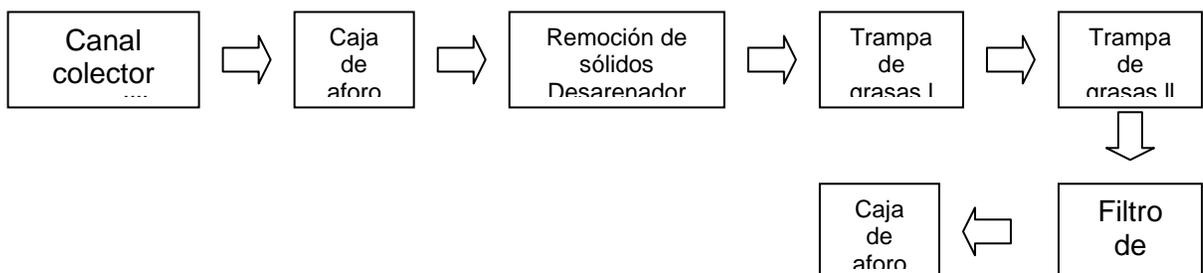 Canal
colector
Caja
de
aforo
Remoción de
sólidos
Desarenador
Trampa
de
grasas I
Trampa
de
grasas II
Filtro
de
Caja
de
aforo